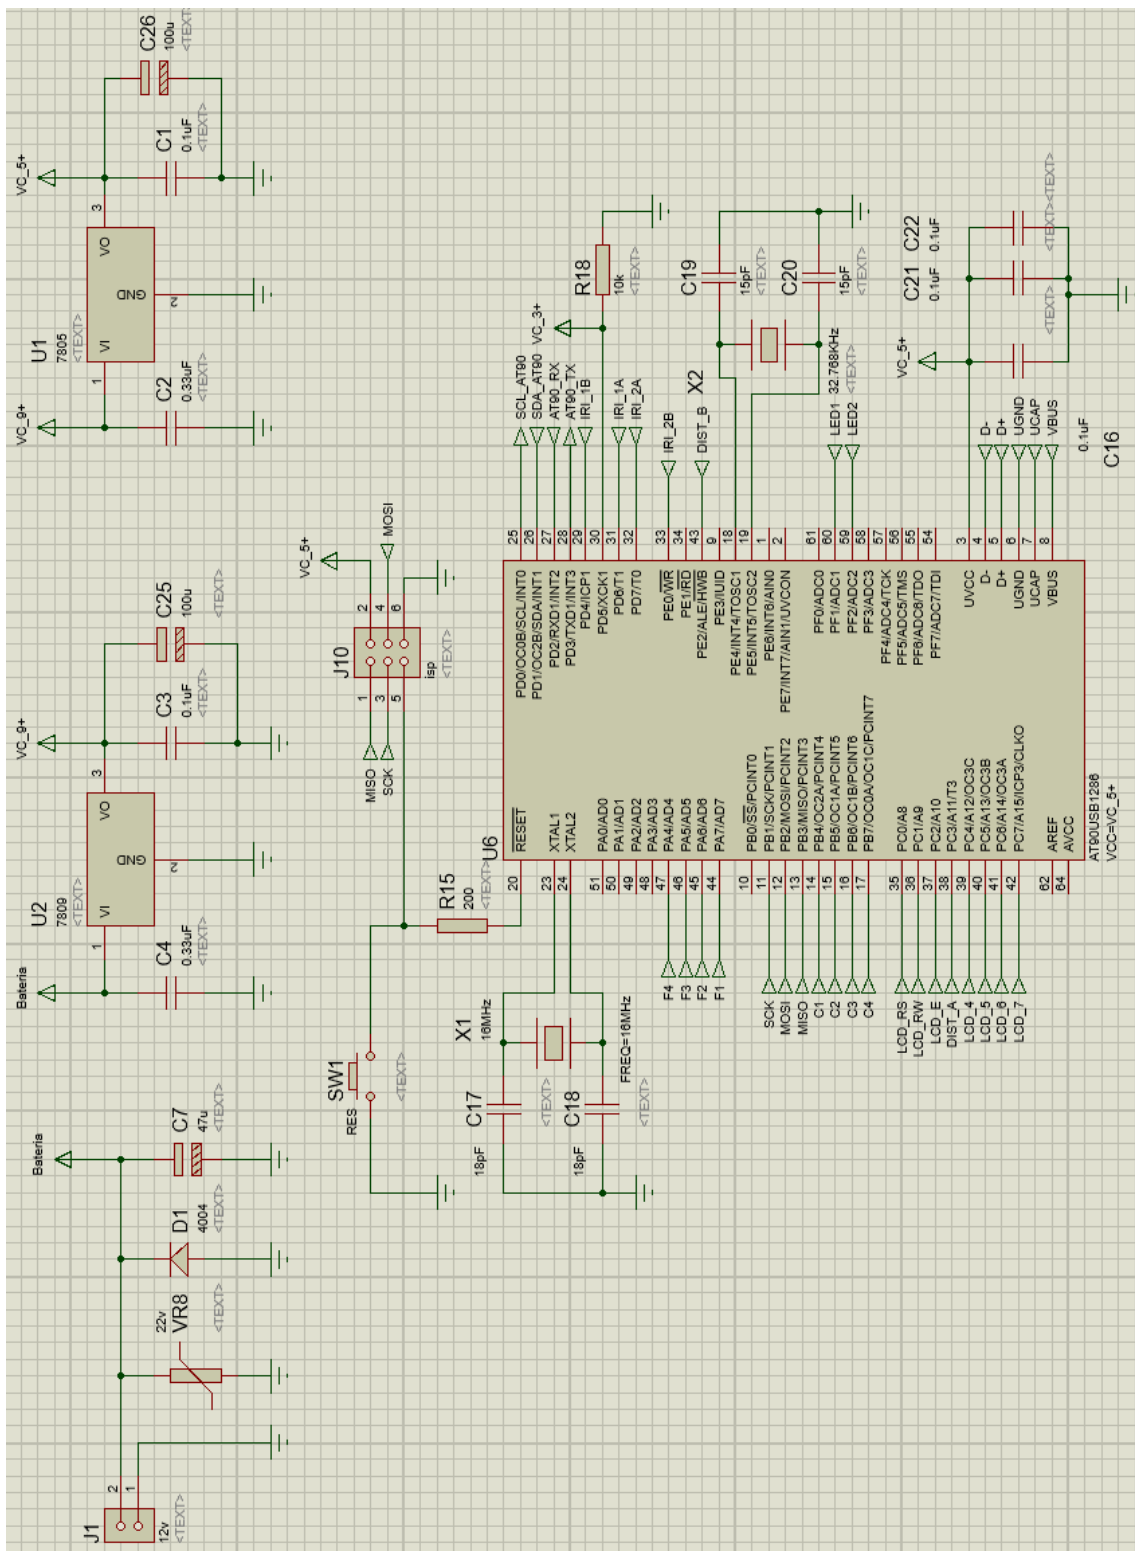 J1
12v
<TEXT>
2
1
22v
VR8
<TEXT>
D1
4004
<TEXT>
C7
47u
<TEXT>
Bateria
Bateria
C4
0.33uF
<TEXT>
U2
7809
<TEXT>
1
VI
VO
3
GND
2
VC_9+
C3
0.1uF
<TEXT>
C25
100u
<TEXT>
VC_9+
C2
0.33uF
<TEXT>
U1
7805
<TEXT>
1
VI
VO
3
GND
2
VC_5+
C1
0.1uF
<TEXT>
C26
100u
<TEXT>
SW1
RES
<TEXT>
R15
200
<TEXT>
J10
isp
<TEXT>
MISO
SCK
1
3
5
2
4
6
VC_5+
MOSI
X1
16MHz
FREQ=16MHz
C17
18pF
<TEXT>
C18
18pF
<TEXT>
U6
20
RESET
23
XTAL1
24
XTAL2
51
PA0/AD0
50
PA1/AD1
49
PA2/AD2
48
PA3/AD3
F4
47
PA4/AD4
F3
46
PA5/AD5
F2
45
PA6/AD6
F1
44
PA7/AD7
10
PB0/SS/PCINT0
SCK
11
PB1/SCK/PCINT1
MOSI
12
PB2/MOSI/PCINT2
MISO
13
PB3/MISO/PCINT3
C1
14
PB4/OC2A/PCINT4
C2
15
PB5/OC1A/PCINT5
C3
16
PB6/OC1B/PCINT6
C4
17
PB7/OC0A/OC1C/PCINT7
LCD_RS
35
PC0/A8
LCD_RW
36
PC1/A9
LCD_E
37
PC2/A10
DIST_A
38
PC3/A11/T3
LCD_4
39
PC4/A12/OC3C
LCD_5
40
PC5/A13/OC3B
LCD_6
41
PC6/A14/OC3A
LCD_7
42
PC7/A15/ICP3/CLKO
62
AREF
64
AVCC
AT90USB1286
VCC=VC_5+
PD0/OC0B/SCL/INT0
25
SCL_AT90
PD1/OC2B/SDA/INT1
26
SDA_AT90
PD2/RXD1/INT2
27
AT90_RX
PD3/TXD1/INT3
28
AT90_TX
PD4/ICP1
29
IRI_1B
PD5/XCK1
30
PD6/T1
31
IRI_1A
PD7/T0
32
IRI_2A
PE0/WR
33
IRI_2B
PE1/RD
34
PE2/ALE/HWB
43
DIST_B
PE3/IUID
9
PE4/INT4/TOSC1
18
PE5/INT5/TOSC2
19
PE6/INT6/AIN0
1
PE7/INT7/AIN1/UVCON
2
PF0/ADC0
61
PF1/ADC1
60
LED1
PF2/ADC2
59
LED2
PF3/ADC3
58
PF4/ADC4/TCK
57
PF5/ADC5/TMS
56
PF6/ADC6/TDO
55
PF7/ADC7/TDI
54
UVCC
3
D-
4
D-
D+
5
D+
UGND
6
UGND
UCAP
7
UCAP
VBUS
8
VBUS
VC_3+
R18
10k
<TEXT>
X2
32.768KHz
<TEXT>
C19
15pF
<TEXT>
C20
15pF
<TEXT>
VC_5+
0.1uF
C16
<TEXT>
C21
0.1uF
<TEXT>
C22
0.1uF
<TEXT>